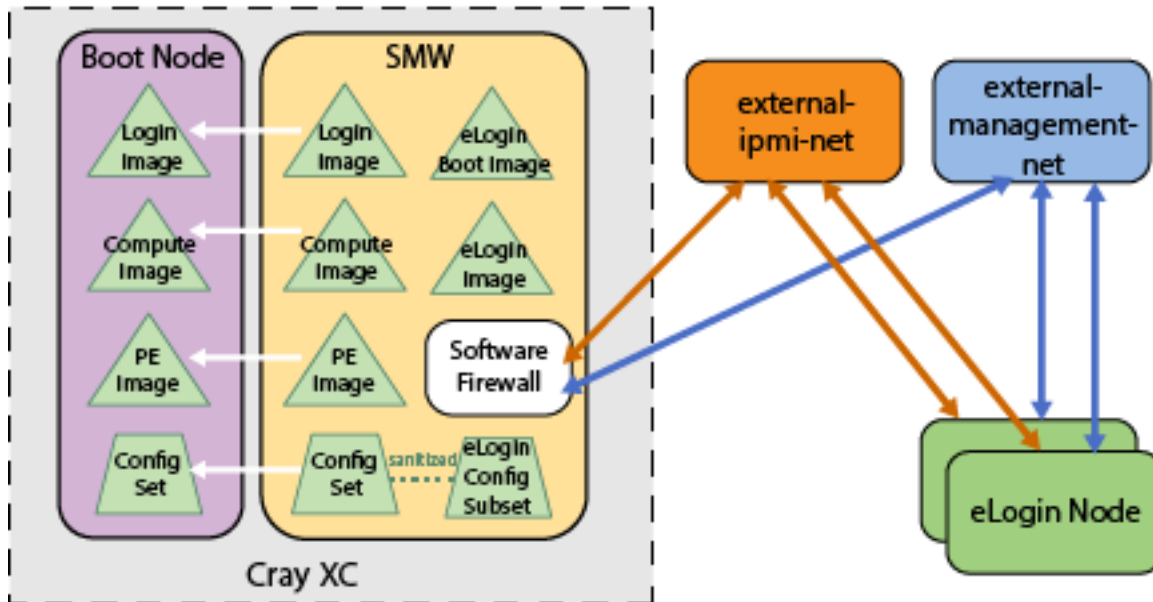 Boot Node
SMW
Login
Image
Login
Image
eLogin
Boot Image
Compute
Image
Compute
Image
eLogin
Image
PE
Image
PE
Image
Software
Firewall
Config
Set
Config
Set
sanitized
eLogin
Config
Subset
Cray XC
external-
ipmi-net
external-
management-
net
eLogin Node